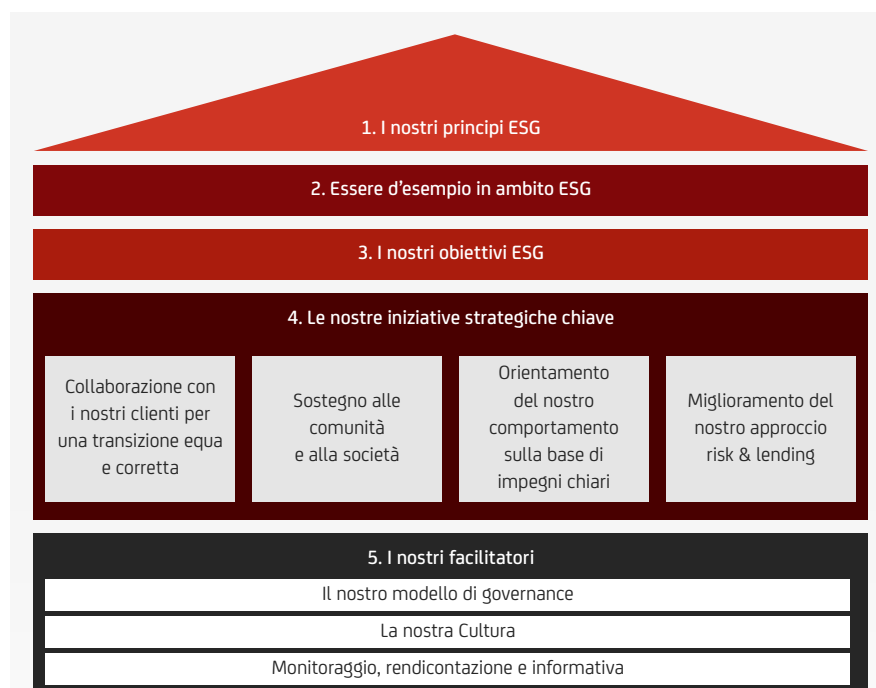 1. I nostri principi ESG
2. Essere d’esempio in ambito ESG
3. I nostri obiettivi ESG
4. Le nostre iniziative strategiche chiave
Collaborazione con
i nostri clienti per
una transizione equa
e corretta
Sostegno alle
comunità
e alla società
Orientamento
del nostro
comportamento
sulla base di
impegni chiari
Miglioramento del
nostro approccio
risk & lending
5. I nostri facilitatori
Il nostro modello di governance
La nostra Cultura
Monitoraggio, rendicontazione e informativa